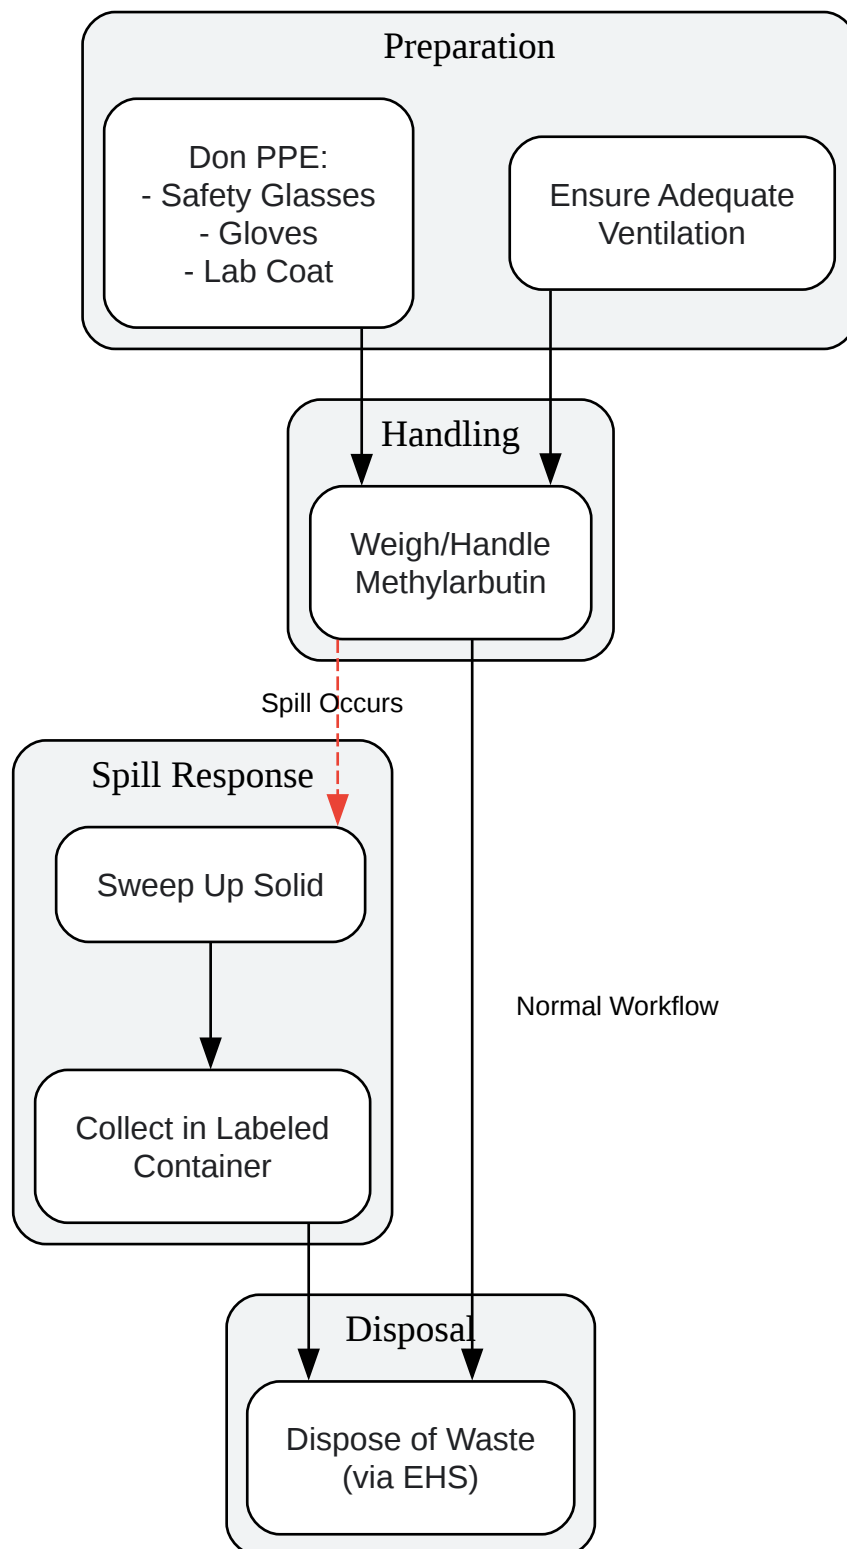 Preparation
Don PPE:
- Safety Glasses
- Gloves
- Lab Coat
Ensure Adequate
Ventilation
Handling
Weigh/Handle
Methylarbutin
Spill Occurs
Spill Response
Sweep Up Solid
Normal Workflow
Collect in Labeled
Container
Disposal
Dispose of Waste
(via EHS)